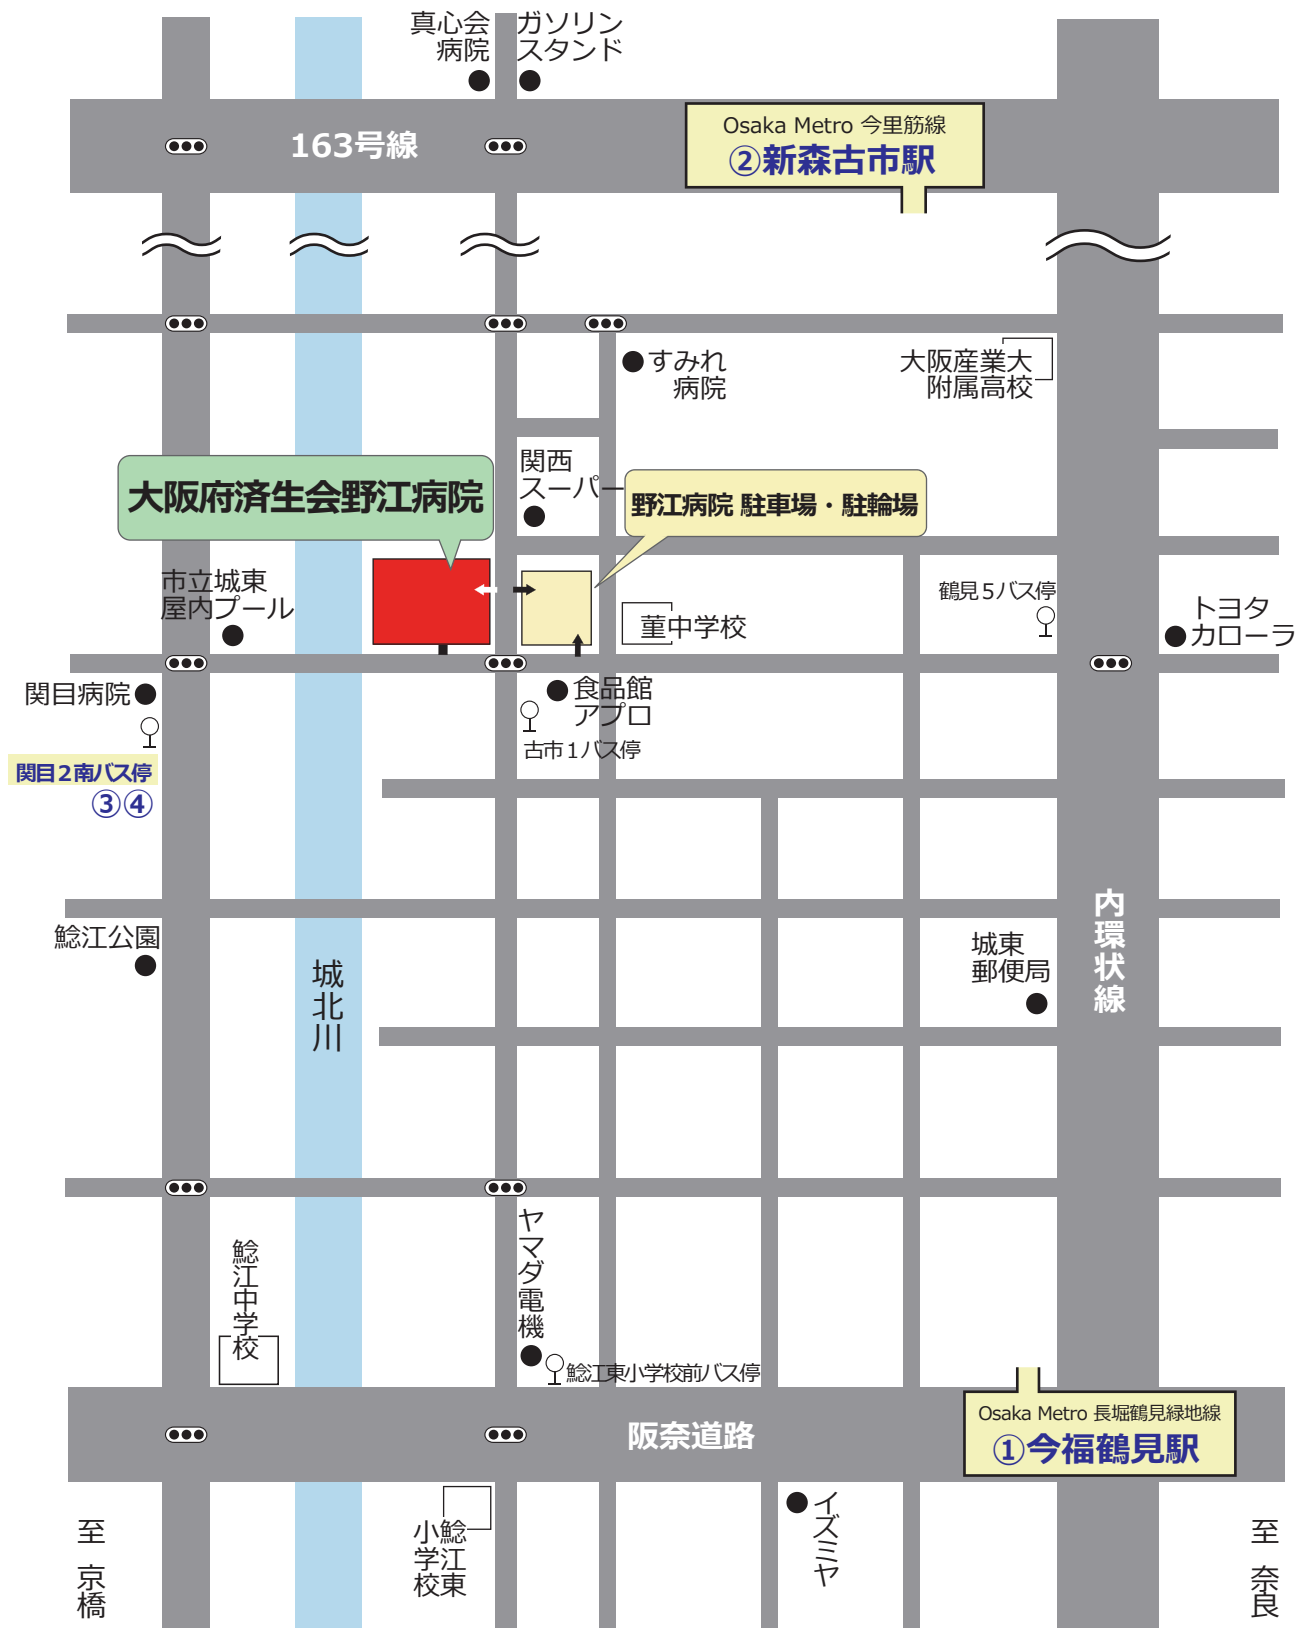 真心会
病院
ガソリン
スタンド
163号線
Osaka Metro 今里筋線
②新森古市駅
すみれ
病院
大阪産業大
附属高校
関西
スーパー
大阪府済生会野江病院
野江病院 駐車場・駐輪場
市立城東
屋内プール
菫中学校
鶴見5バス停
トヨタ
カローラ
関目病院
食品館
アプロ
古市1バス停
関目2南バス停
③④
内環状線
鯰江公園
城東
郵便局
城北川
ヤマダ電機
鯰江中学校
鯰江東小学校前バス停
阪奈道路
Osaka Metro 長堀鶴見緑地線
①今福鶴見駅
至 京橋
鯰江東
小学校
イズミヤ
至 奈良